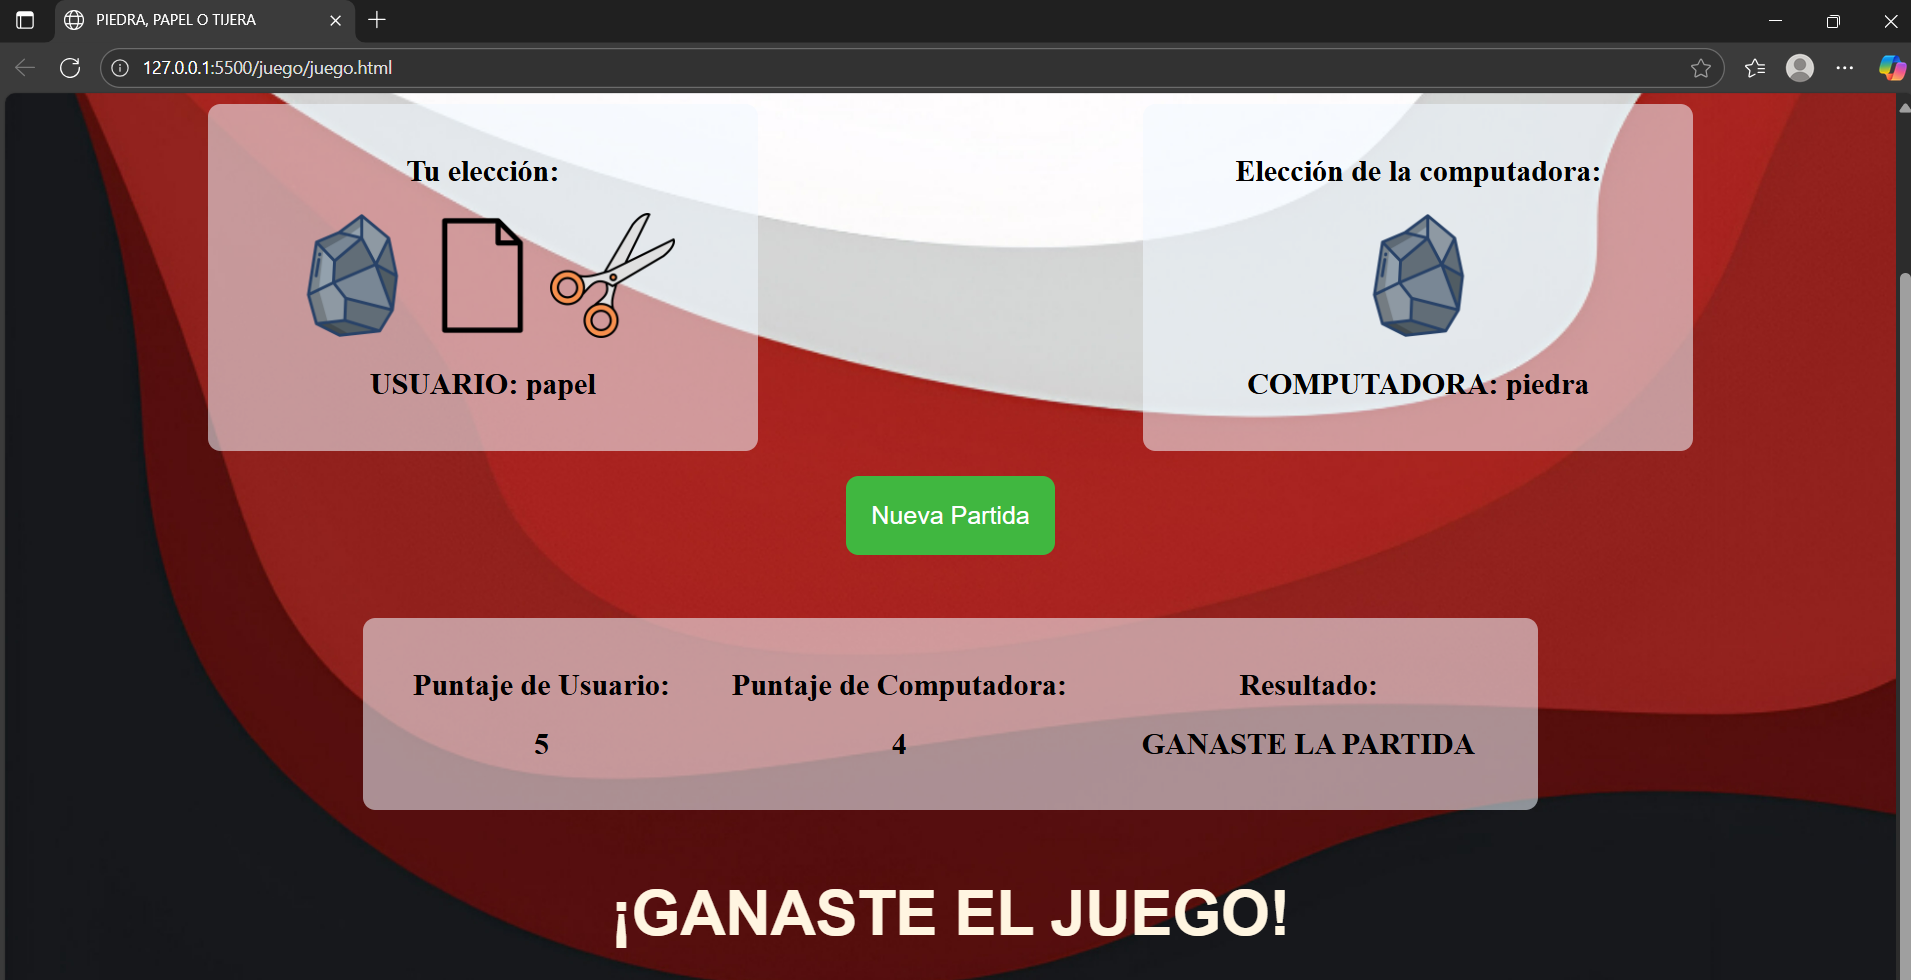 PIEDRA, PAPEL O TIJERA
127.0.0.1:5500/juego/juego.html
Tu elección:
USUARIO: papel
Elección de la computadora:
COMPUTADORA: piedra
Nueva Partida
Puntaje de Usuario:
5
Puntaje de Computadora:
4
Resultado:
GANASTE LA PARTIDA
¡GANASTE EL JUEGO!